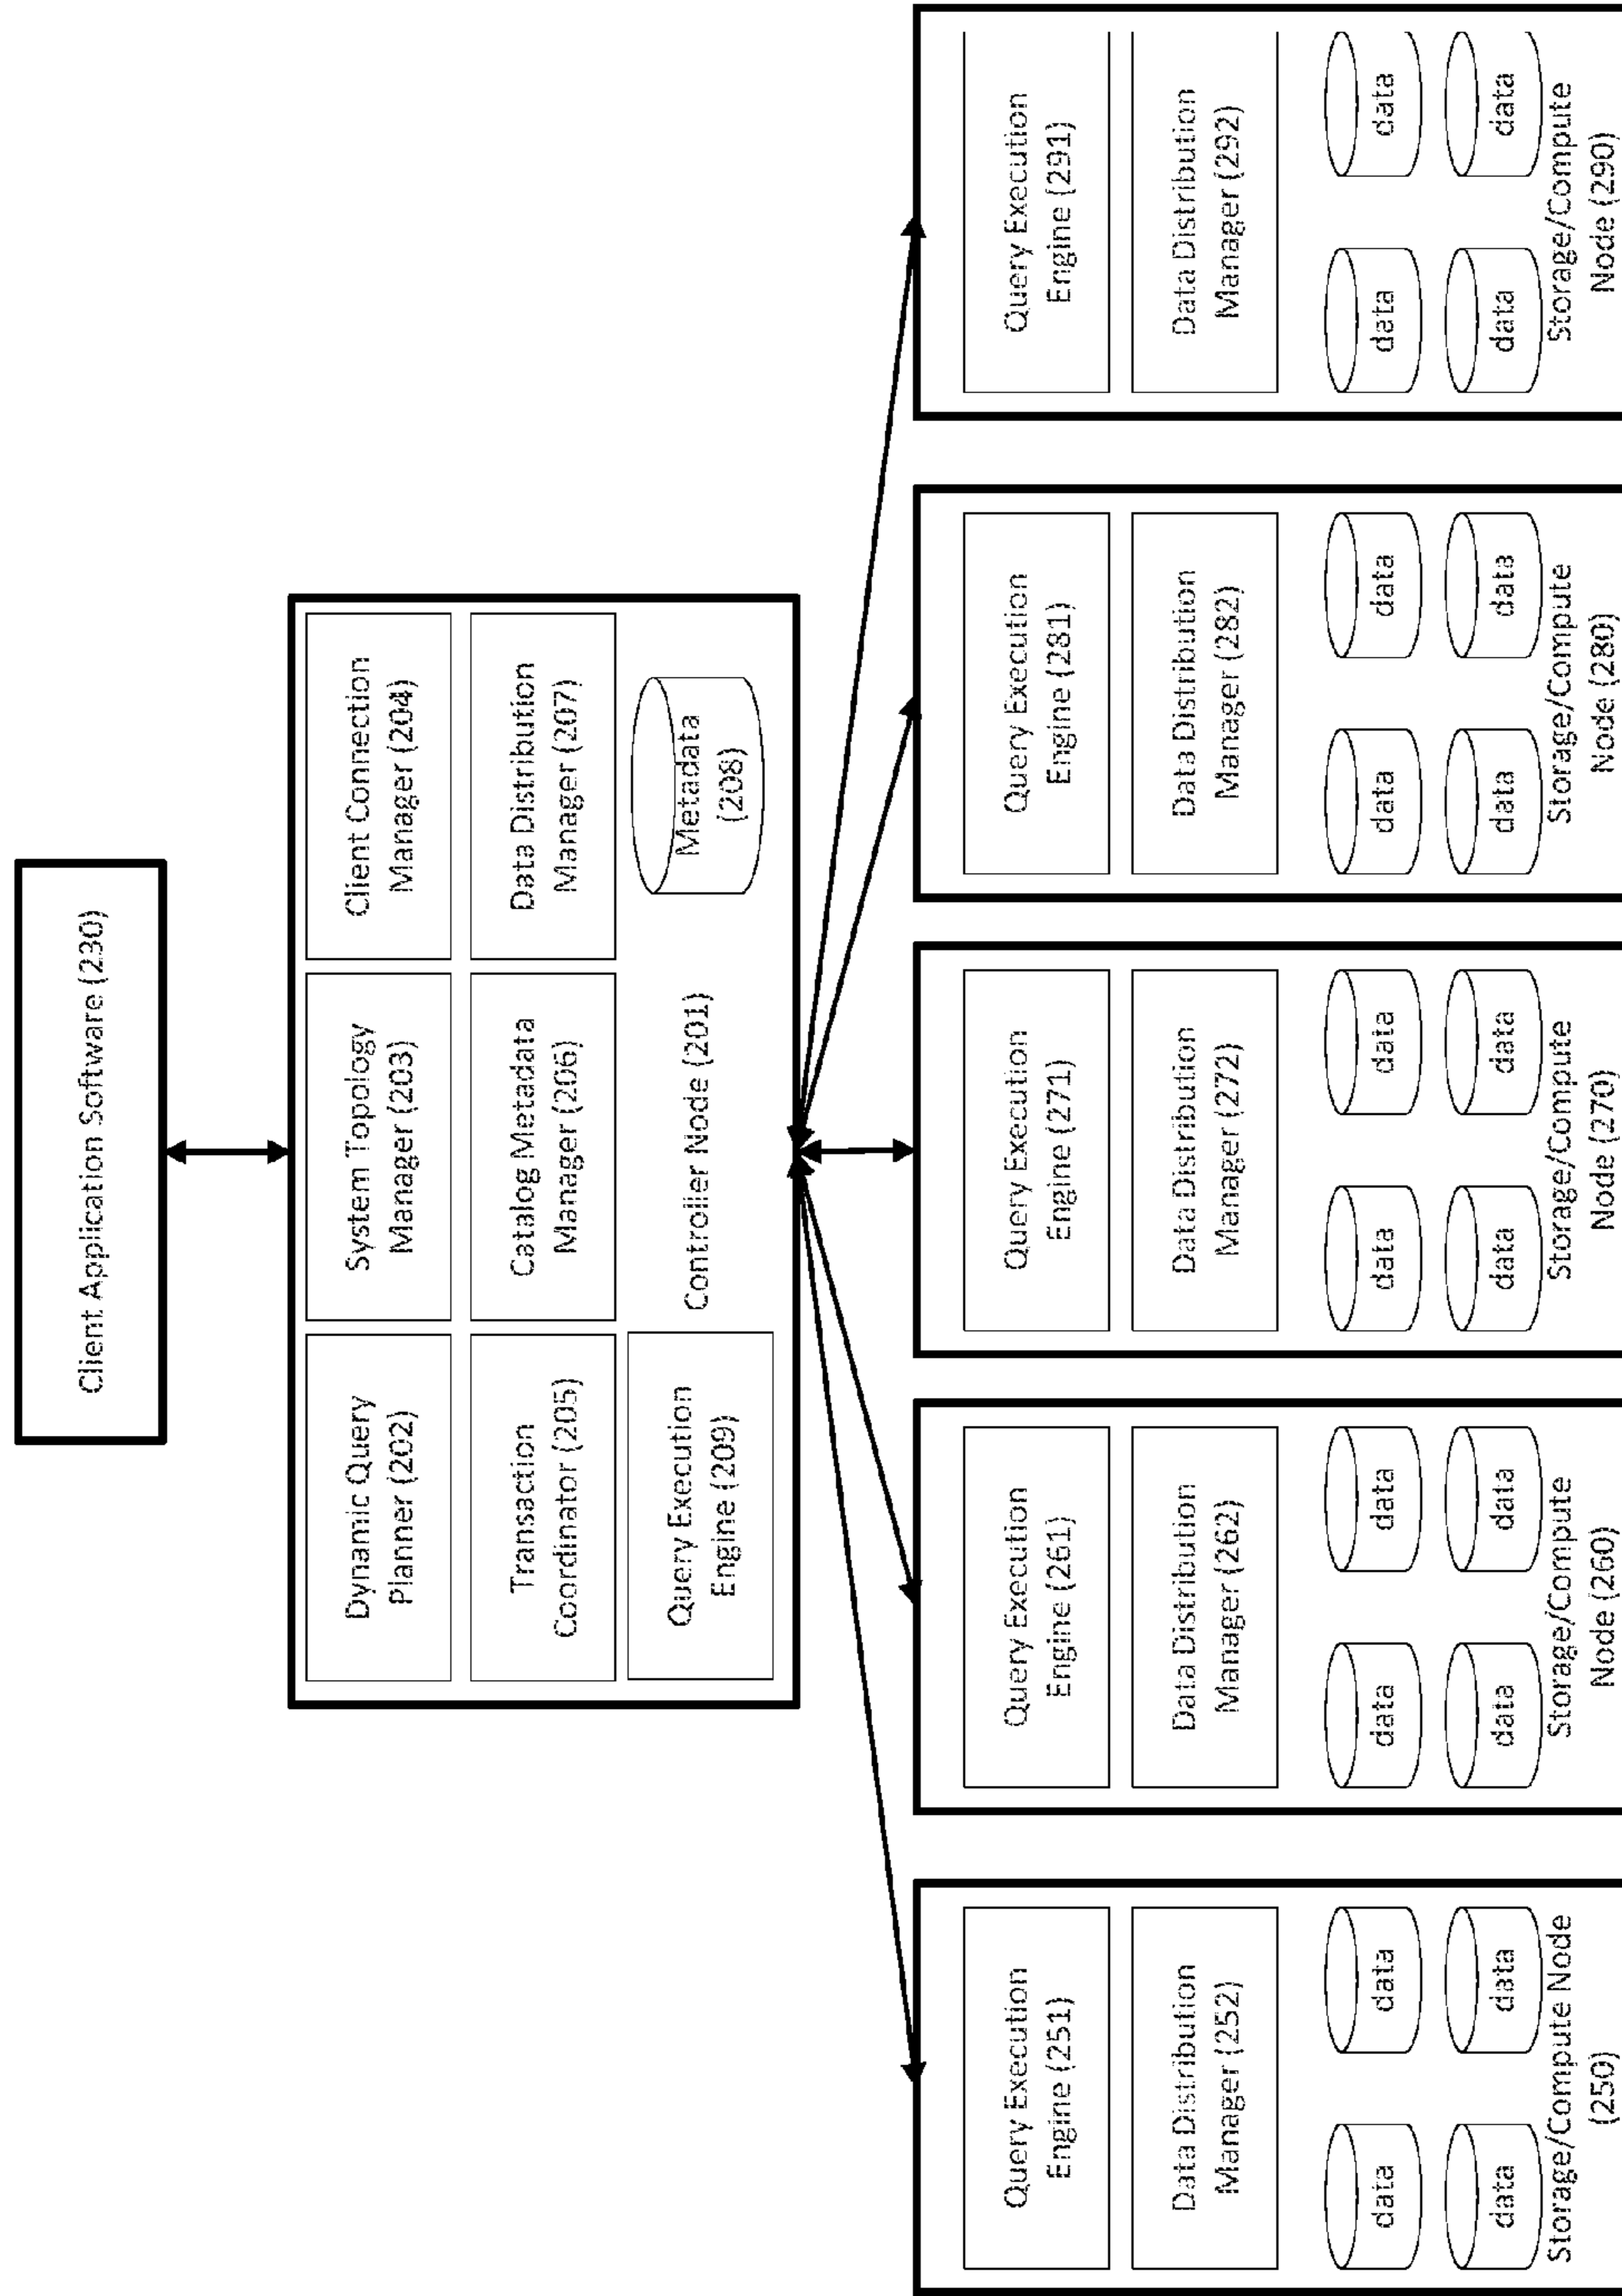 Client Application Software (230)
Dynamic Query
Planner (202)
System Topology
Manager (203)
Client Connection
Manager (204)
Transaction
Coordinator (205)
Catalog Metadata
Manager (206)
Data Distribution
Manager (207)
Query Execution
Engine (209)
Controller Node (201)
Metadata
(208)
Query Execution
Engine (251)
Data Distribution
Manager (252)
data
data
data
data
Storage/Compute Node
(250)
Query Execution
Engine (261)
Data Distribution
Manager (262)
data
data
data
data
Storage/Compute
Node (260)
Query Execution
Engine (271)
Data Distribution
Manager (272)
data
data
data
data
Storage/Compute
Node (270)
Query Execution
Engine (281)
Data Distribution
Manager (282)
data
data
data
data
Storage/Compute
Node (280)
Query Execution
Engine (291)
Data Distribution
Manager (292)
data
data
data
data
Storage/Compute
Node (290)